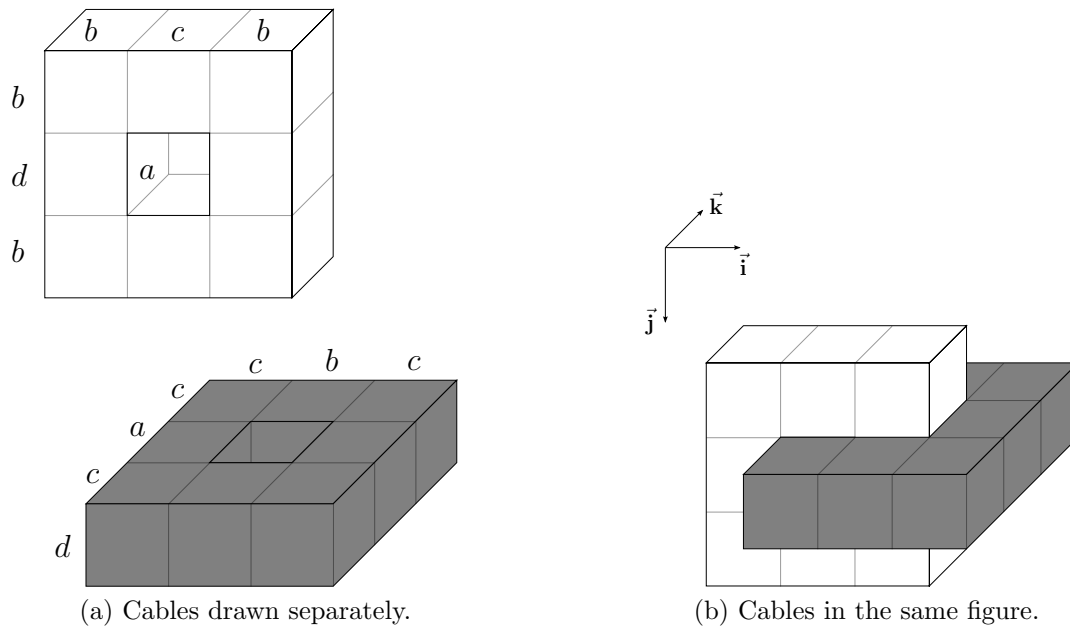 b c b
b
d
b
a
c b c
c
a
c
d
(a) Cables drawn separately.
k⃗
i⃗
j⃗
(b) Cables in the same figure.